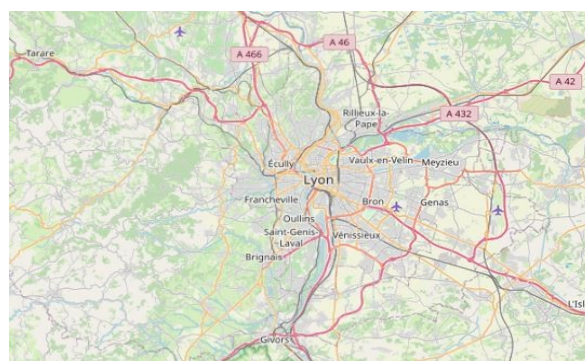 A 46
Tarare
A 466
A 42
Rillieux-la-
Pape
A 432
Écully
Vaulx-en-Velin
Meyzieu
Lyon
Francheville
Bron
Genas
Oullins
Saint-Genis-
Laval
Vénissieux
Brignais
L'Isl
Givors